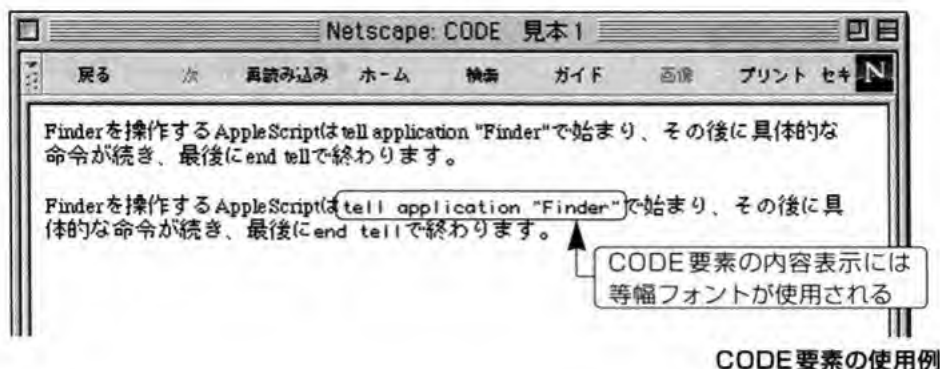 Netscape: CODE 見本1
戻る 次 再読み込み ホーム 検索 ガイド 画像 プリント セキ N
Finderを操作するAppleScriptはtell application "Finder"で始まり、その後に具体的な
命令が続き、最後にend tellで終わります。
Finderを操作するAppleScriptはtell application "Finder"で始まり、その後に具
体的な命令が続き、最後にend tellで終わります。
CODE要素の内容表示には
等幅フォントが使用される
CODE要素の使用例